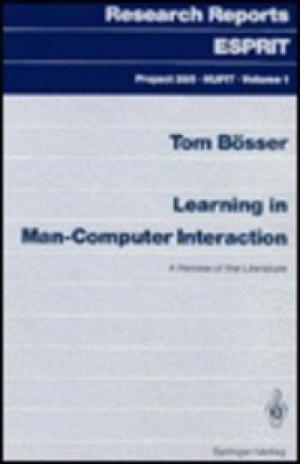 Research Reports
ESPRIT
Project 385 · HUFIT · Volume 1
Tom Bösser
Learning in
Man-Computer Interaction
A Review of the Literature
Springer-Verlag